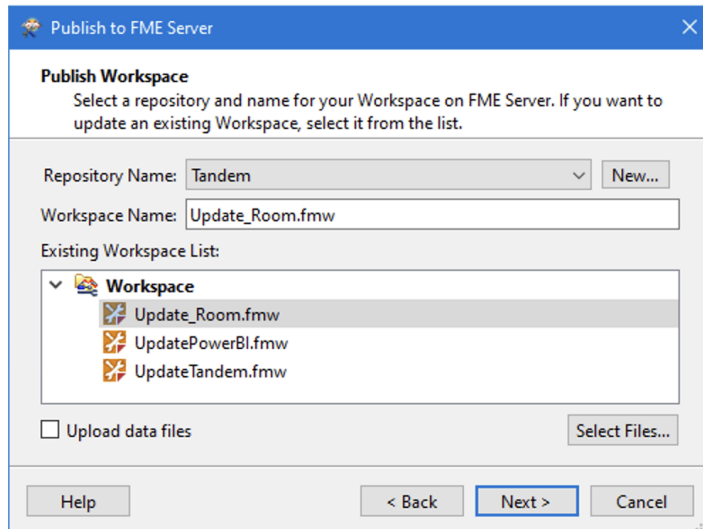 Publish to FME Server
Publish Workspace
Select a repository and name for your Workspace on FME Server. If you want to
update an existing Workspace, select it from the list.
Repository Name: Tandem New...
Workspace Name: Update_Room.fmw
Existing Workspace List:
Workspace
Update_Room.fmw
UpdatePowerBI.fmw
UpdateTandem.fmw
Upload data files Select Files...
Help < Back Next > Cancel